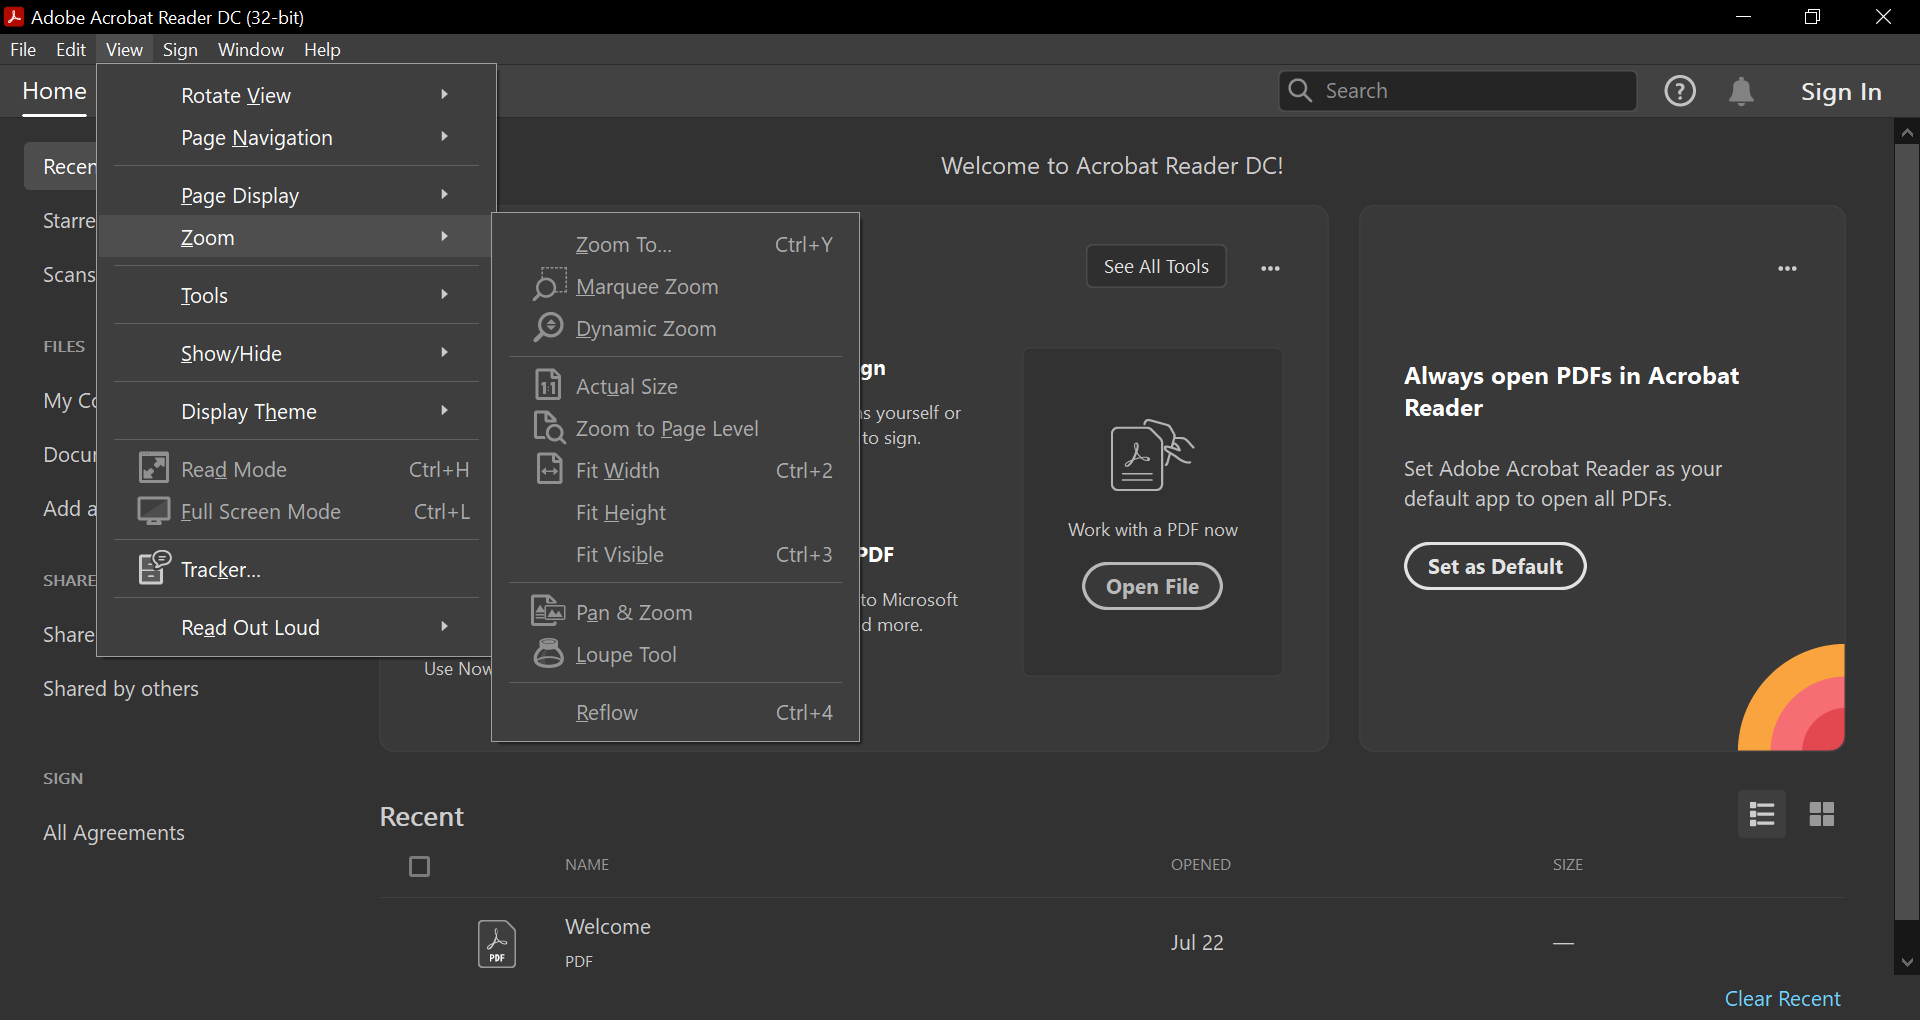 Adobe Acrobat Reader DC (32-bit)
File Edit View Sign Window Help
Home
Search
Sign In
Rotate View
Page Navigation
Page Display
Zoom
Tools
Show/Hide
Display Theme
Read Mode Ctrl+H
Full Screen Mode Ctrl+L
Tracker...
Read Out Loud
Zoom To... Ctrl+Y
Marquee Zoom
Dynamic Zoom
Actual Size
Zoom to Page Level
Fit Width Ctrl+2
Fit Height
Fit Visible Ctrl+3
Pan & Zoom
Loupe Tool
Reflow Ctrl+4
Recen
Starre
Scans
FILES
My Co
Docur
Add a
SHARE
Share
Shared by others
SIGN
All Agreements
Welcome to Acrobat Reader DC!
See All Tools
gn
s yourself or
to sign.
PDF
to Microsoft
d more.
Use Now
Work with a PDF now
Open File
Always open PDFs in Acrobat
Reader
Set Adobe Acrobat Reader as your
default app to open all PDFs.
Set as Default
Recent
NAME OPENED SIZE
PDF
Welcome
PDF
Jul 22
—
Clear Recent